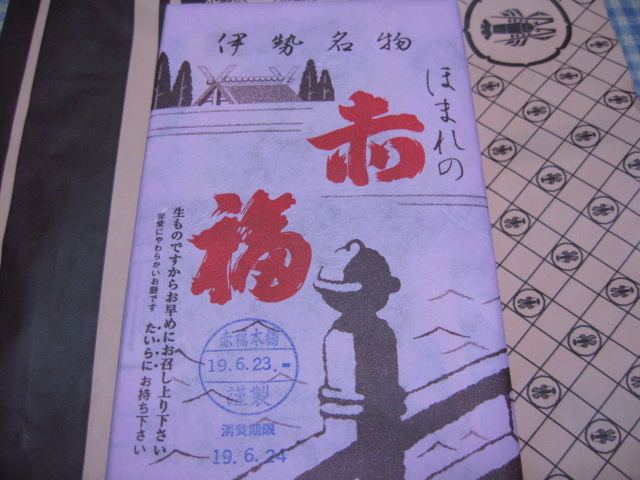 伊勢名物
ほまれの
赤福
生ものですからお早めにお召し上り下さい
非常にやわらかいお餅です たいらにお持ち下さい
赤福本舗
19.6.23.-
謹製
消費期限
19.6.24